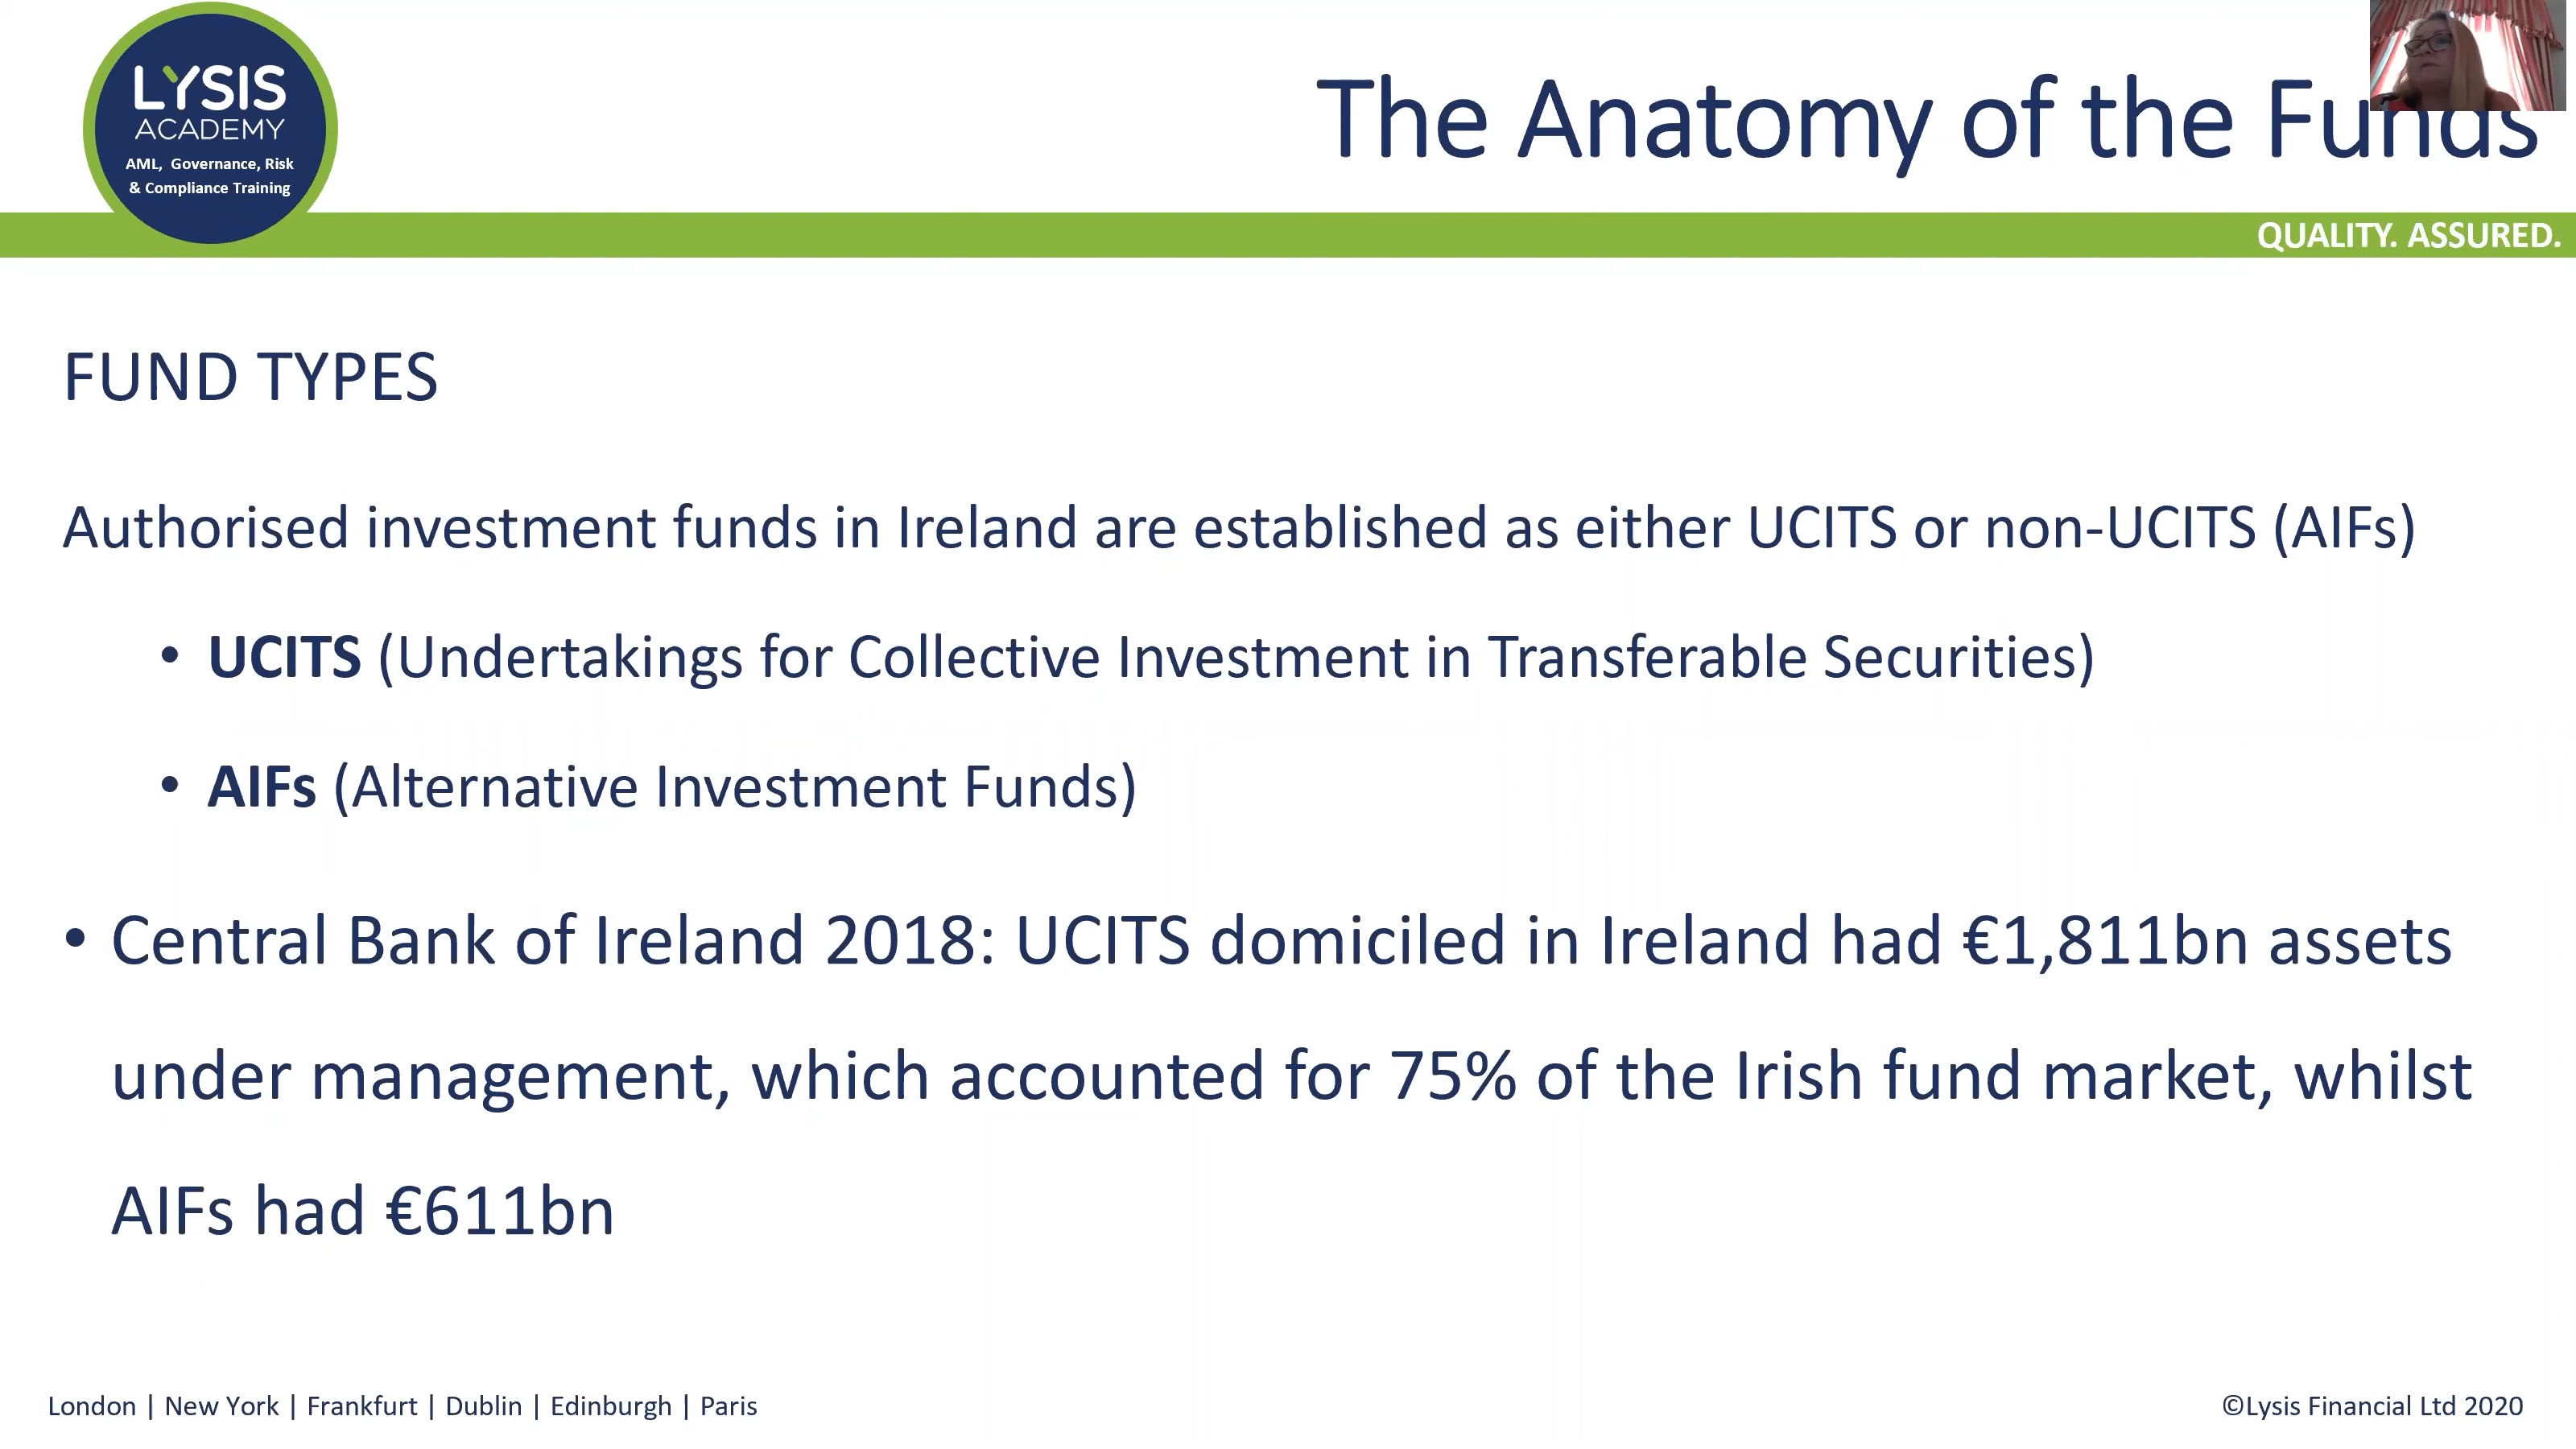 LYSIS
ACADEMY
AML, Governance, Risk
& Compliance Training
The Anatomy of the Funds
QUALITY. ASSURED.
FUND TYPES
Authorised investment funds in Ireland are established as either UCITS or non-UCITS (AIFs)
• UCITS (Undertakings for Collective Investment in Transferable Securities)
• AIFs (Alternative Investment Funds)
• Central Bank of Ireland 2018: UCITS domiciled in Ireland had €1,811bn assets
under management, which accounted for 75% of the Irish fund market, whilst
AIFs had €611bn
London | New York | Frankfurt | Dublin | Edinburgh | Paris
©Lysis Financial Ltd 2020